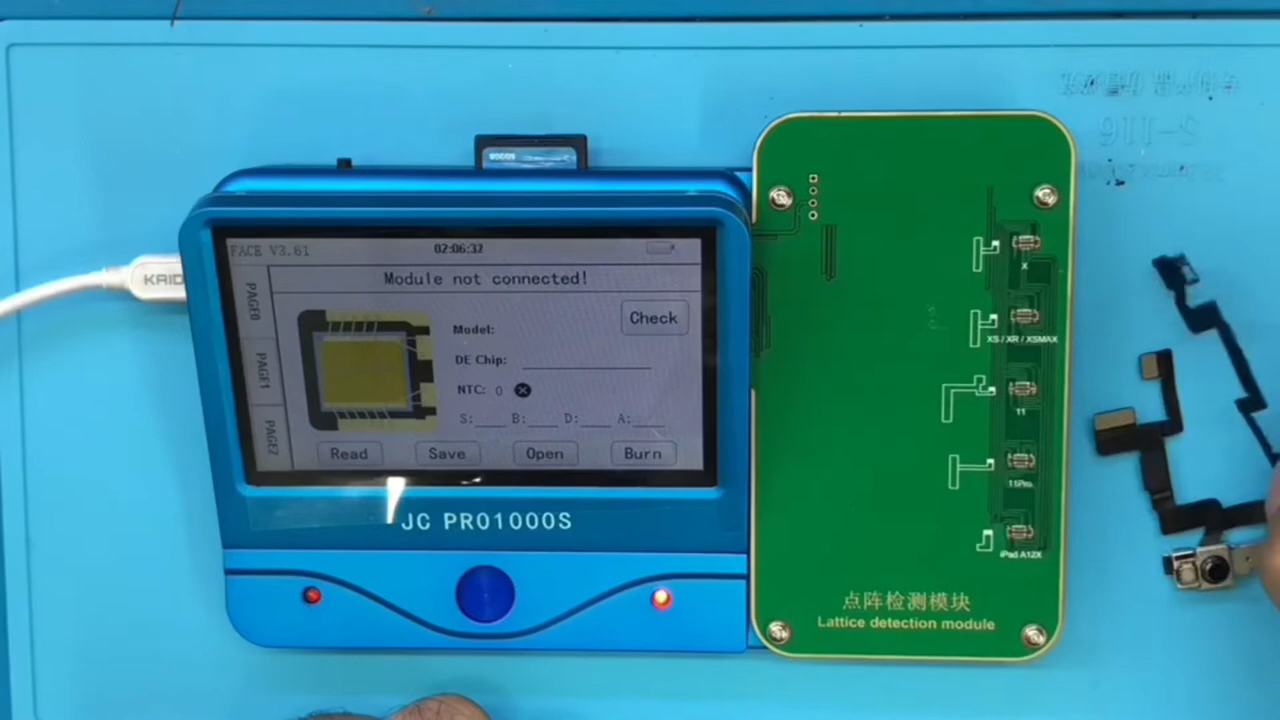 FACE V3.61
02:06:32
Module not connected!
PAGE0
PAGE1
PAGE2
Model:
Check
DE Chip:
NTC: 0
S:
B:
D:
A:
Read
Save
Open
Burn
JC PRO1000S
KAID
X
XS / XR / XSMAX
11
11Pro
iPad A12X
点阵检测模块
Lattice detection module
S-116